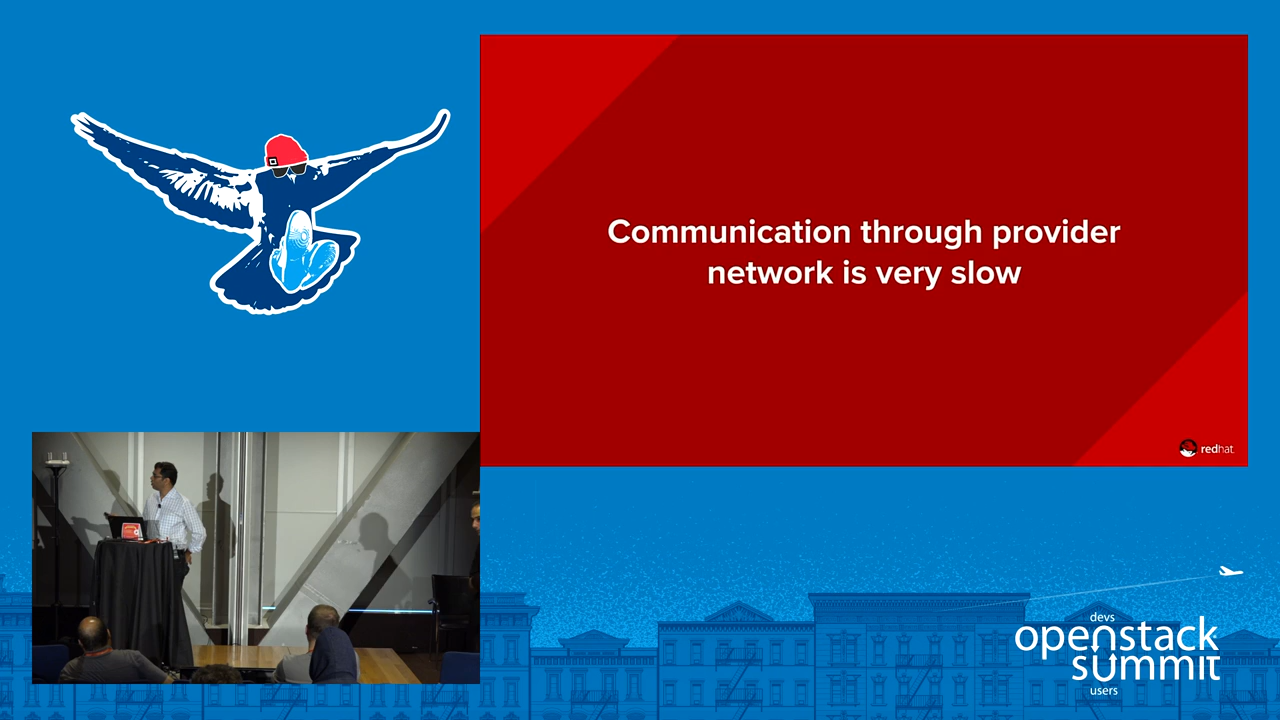 Communication through provider
network is very slow
redhat.
devs
openstack
summit
users